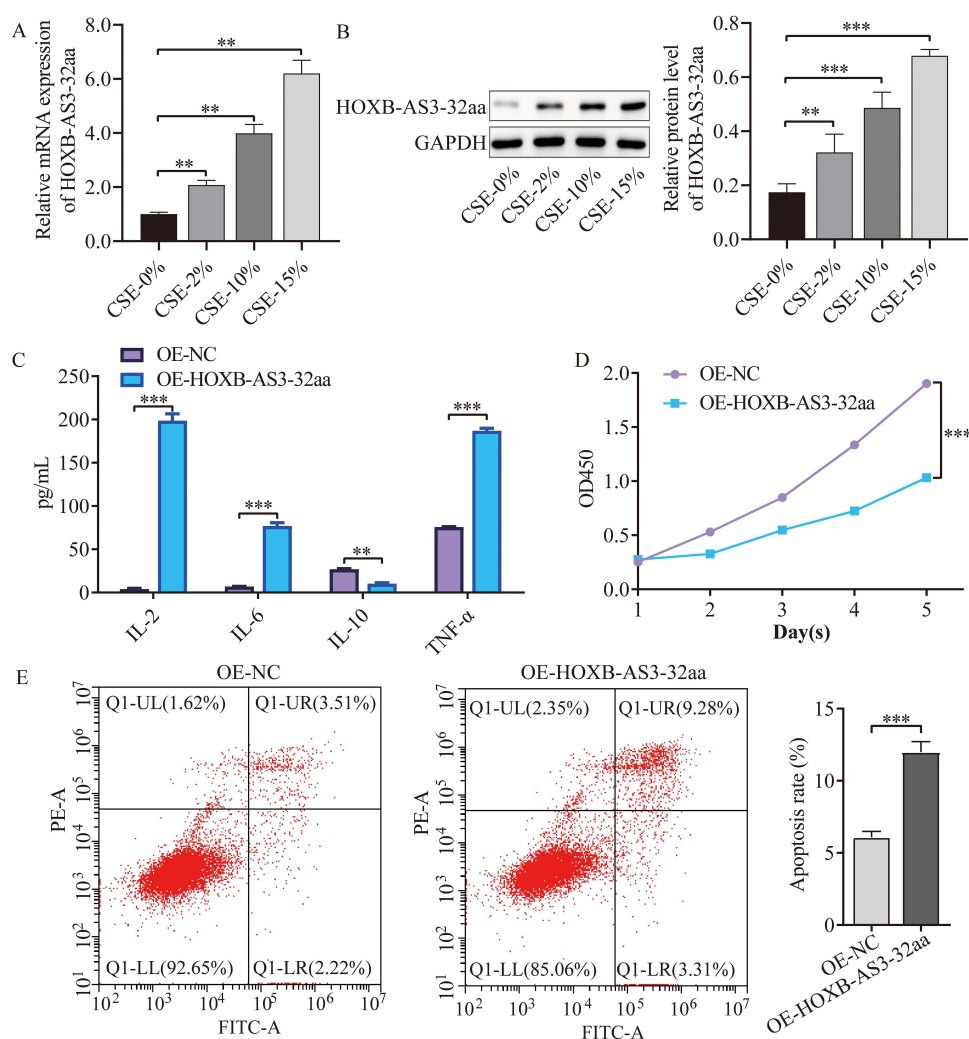 A
Relative mRNA expression
of HOXB-AS3-32aa
8.0
6.0
4.0
2.0
0.0
**
**
**
CSE-0%
CSE-2%
CSE-10%
CSE-15%
B
HOXB-AS3-32aa
GAPDH
CSE-0%
CSE-2%
CSE-10%
CSE-15%
Relative protein level
of HOXB-AS3-32aa
0.8
0.6
0.4
0.2
0.0
***
***
**
CSE-0%
CSE-2%
CSE-10%
CSE-15%
C
OE-NC
OE-HOXB-AS3-32aa
pg/mL
250
200
150
100
50
0
***
***
**
***
IL-2
IL-6
IL-10
TNF-α
D
OE-NC
OE-HOXB-AS3-32aa
OD450
2.0
1.5
1.0
0.5
0.0
***
1 2 3 4 5
Day(s)
E
OE-NC
Q1-UL(1.62%) Q1-UR(3.51%)
Q1-LL(92.65%) Q1-LR(2.22%)
PE-A
10⁷
10⁶
10⁵
10⁴
10³
10²
10¹
10² 10³ 10⁴ 10⁵ 10⁶ 10⁷
FITC-A
OE-HOXB-AS3-32aa
Q1-UL(2.35%) Q1-UR(9.28%)
Q1-LL(85.06%) Q1-LR(3.31%)
PE-A
10⁷
10⁶
10⁵
10⁴
10³
10²
10¹
10² 10³ 10⁴ 10⁵ 10⁶ 10⁷
FITC-A
Apoptosis rate (%)
15
10
5
0
***
OE-NC
OE-HOXB-AS3-32aa